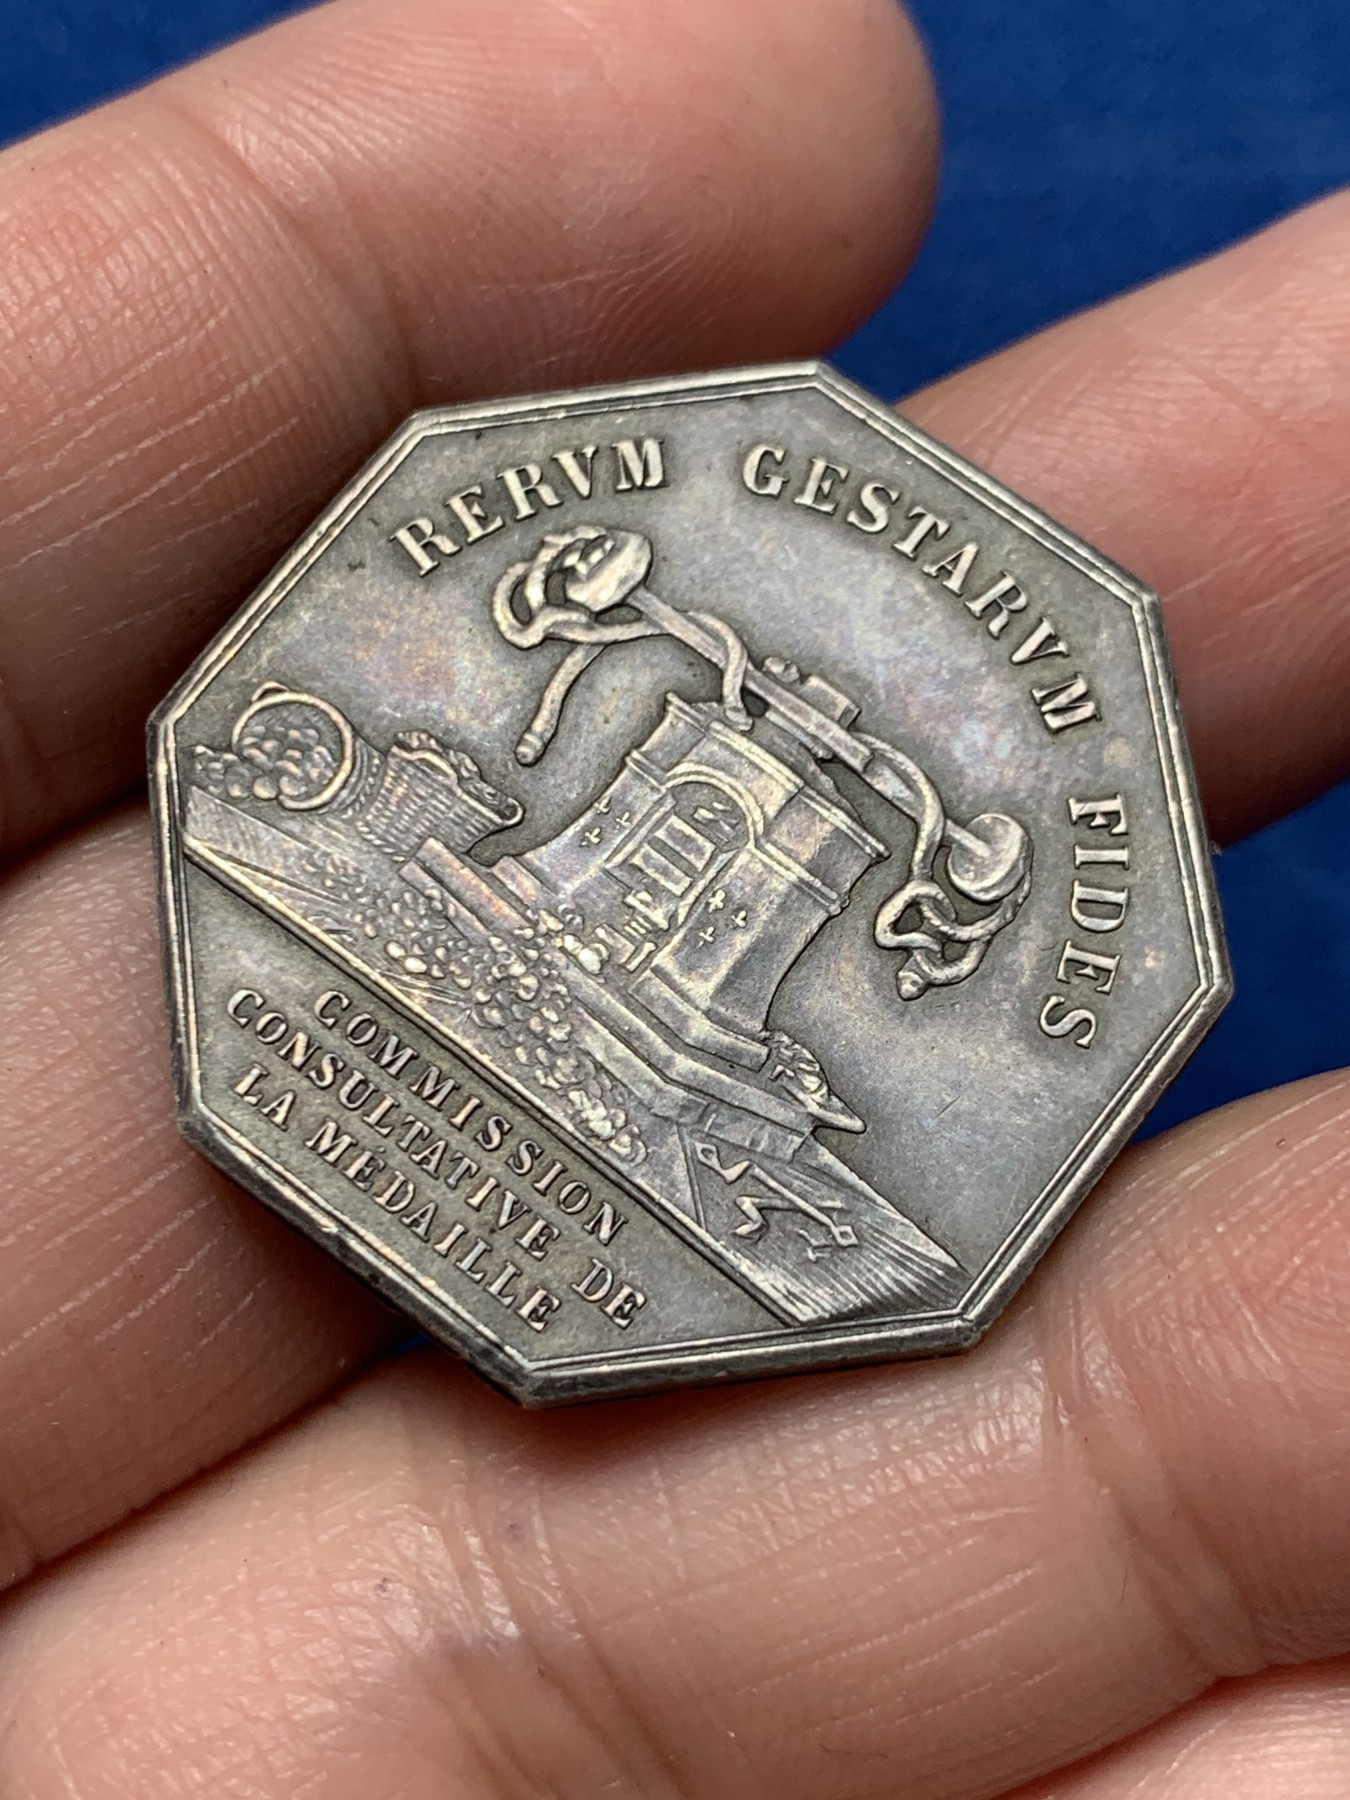 RERVM GESTARVM FIDES
COMMISSION
CONSULTATIVE DE
LA MÉDAILLE